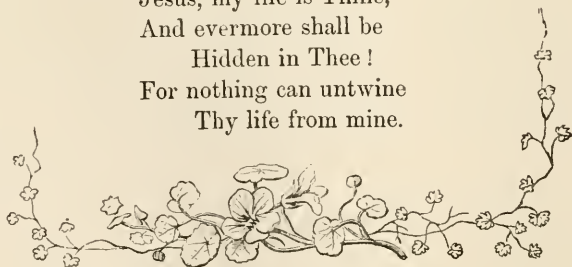 Jesus, my life is Thine,
And evermore shall be
Hidden in Thee !
For nothing can untwine
Thy life from mine.